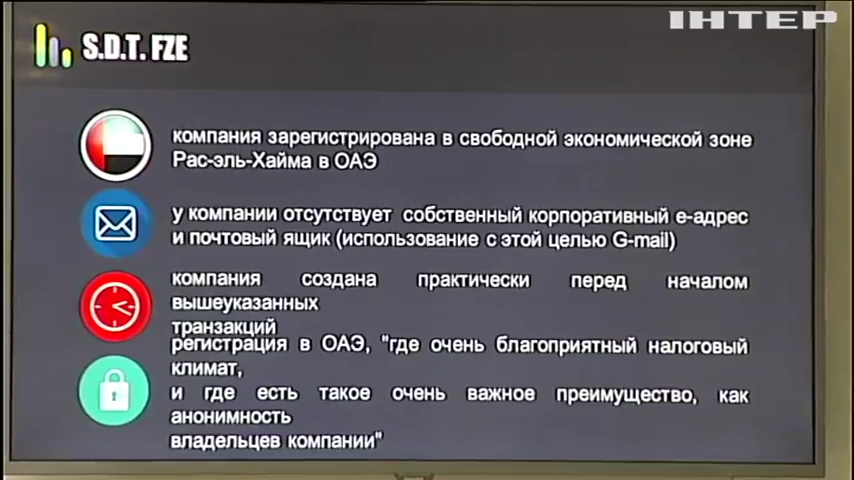 ІНТЕР
S.D.T. FZE
компания зарегистрирована в свободной экономической зоне
Рас-эль-Хайма в ОАЭ
у компании отсутствует собственный корпоративный е-адрес
и почтовый ящик (использование с этой целью G-mail)
компания создана практически перед началом
вышеуказанных
транзакций
регистрация в ОАЭ, "где очень благоприятный налоговый
климат,
и где есть такое очень важное преимущество, как
анонимность
владельцев компании"